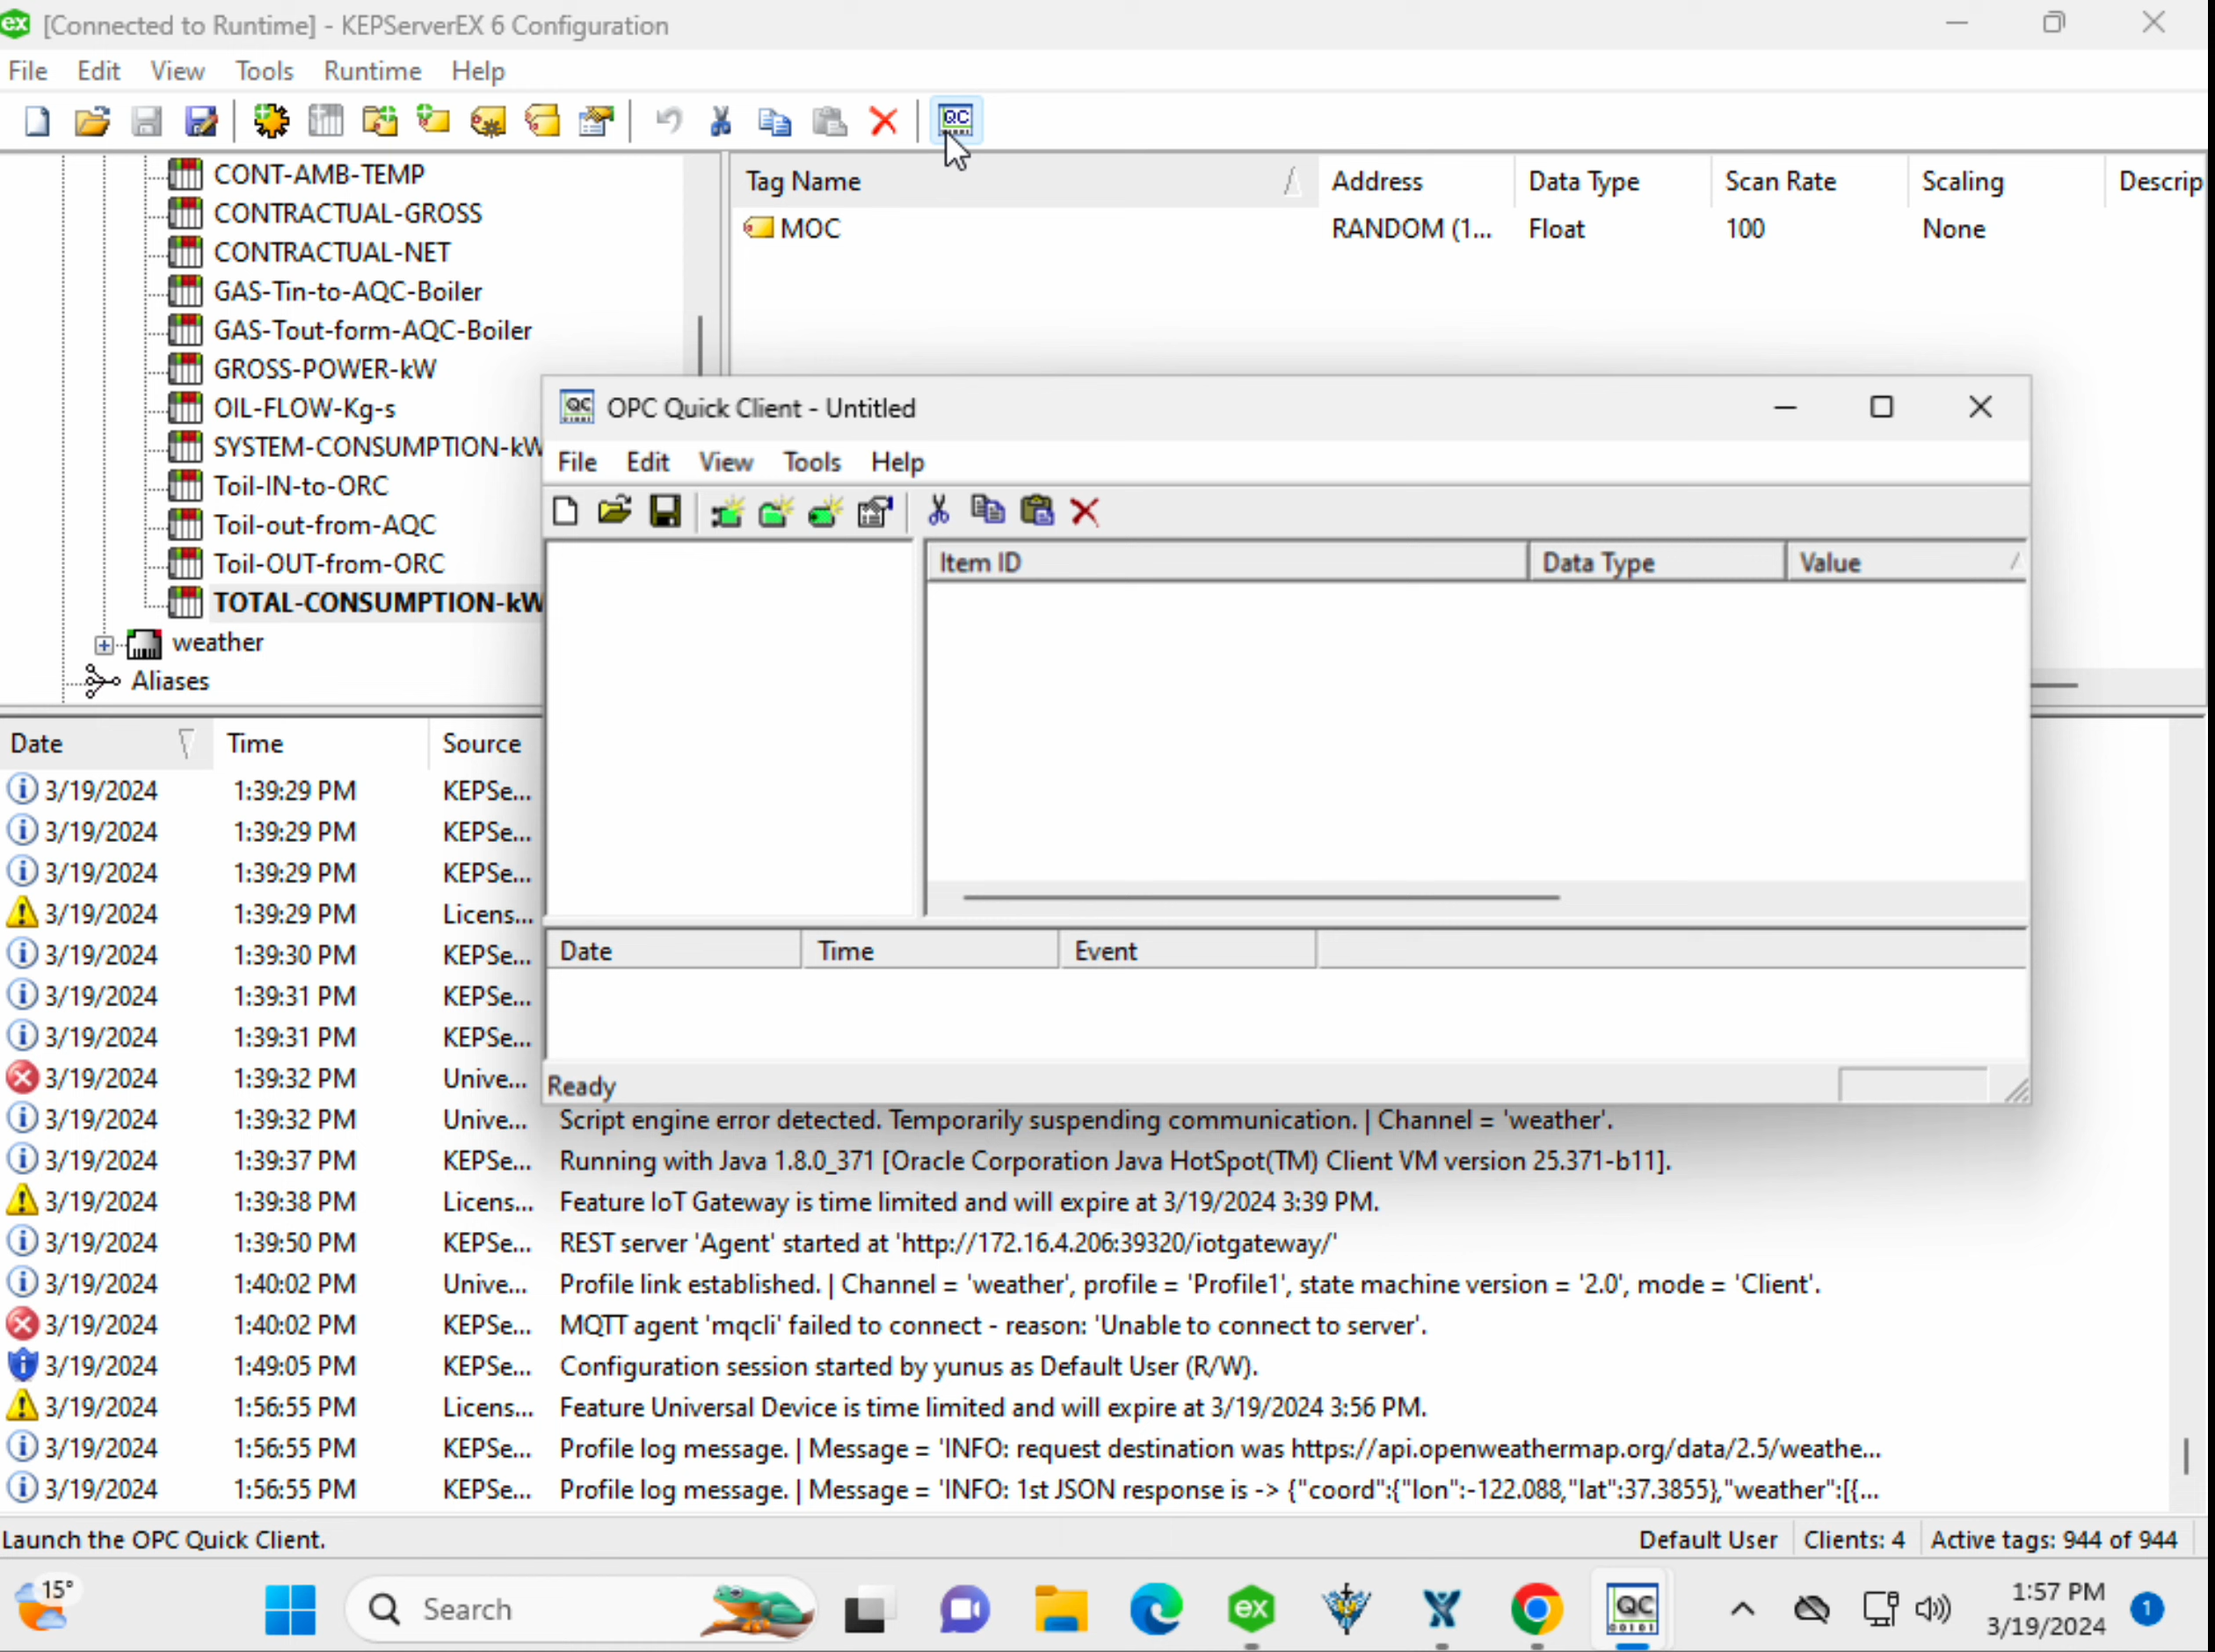 [Connected to Runtime] - KEPServerEX 6 Configuration
File Edit View Tools Runtime Help
CONT-AMB-TEMP
CONTRACTUAL-GROSS
CONTRACTUAL-NET
GAS-Tin-to-AQC-Boiler
GAS-Tout-form-AQC-Boiler
GROSS-POWER-kW
OIL-FLOW-Kg-s
SYSTEM-CONSUMPTION-kW
Toil-IN-to-ORC
Toil-out-from-AQC
Toil-OUT-from-ORC
TOTAL-CONSUMPTION-kW
weather
Aliases
Tag Name Address Data Type Scan Rate Scaling Descrip
MOC RANDOM (1... Float 100 None
OPC Quick Client - Untitled
File Edit View Tools Help
Item ID Data Type Value
Date Time Event
Ready
Date Time Source
3/19/2024 1:39:29 PM KEPSe...
3/19/2024 1:39:29 PM KEPSe...
3/19/2024 1:39:29 PM KEPSe...
3/19/2024 1:39:29 PM Licens...
3/19/2024 1:39:30 PM KEPSe...
3/19/2024 1:39:31 PM KEPSe...
3/19/2024 1:39:31 PM KEPSe...
3/19/2024 1:39:32 PM Unive...
3/19/2024 1:39:32 PM Unive... Script engine error detected. Temporarily suspending communication. | Channel = 'weather'.
3/19/2024 1:39:37 PM KEPSe... Running with Java 1.8.0_371 [Oracle Corporation Java HotSpot(TM) Client VM version 25.371-b11].
3/19/2024 1:39:38 PM Licens... Feature IoT Gateway is time limited and will expire at 3/19/2024 3:39 PM.
3/19/2024 1:39:50 PM KEPSe... REST server 'Agent' started at 'http://172.16.4.206:39320/iotgateway/'
3/19/2024 1:40:02 PM Unive... Profile link established. | Channel = 'weather', profile = 'Profile1', state machine version = '2.0', mode = 'Client'.
3/19/2024 1:40:02 PM KEPSe... MQTT agent 'mqcli' failed to connect - reason: 'Unable to connect to server'.
3/19/2024 1:49:05 PM KEPSe... Configuration session started by yunus as Default User (R/W).
3/19/2024 1:56:55 PM Licens... Feature Universal Device is time limited and will expire at 3/19/2024 3:56 PM.
3/19/2024 1:56:55 PM KEPSe... Profile log message. | Message = 'INFO: request destination was https://api.openweathermap.org/data/2.5/weathe...
3/19/2024 1:56:55 PM KEPSe... Profile log message. | Message = 'INFO: 1st JSON response is -> {"coord":{"lon":-122.088,"lat":37.3855},"weather":[{...
Launch the OPC Quick Client. Default User Clients: 4 Active tags: 944 of 944
15° Search 1:57 PM
3/19/2024 1